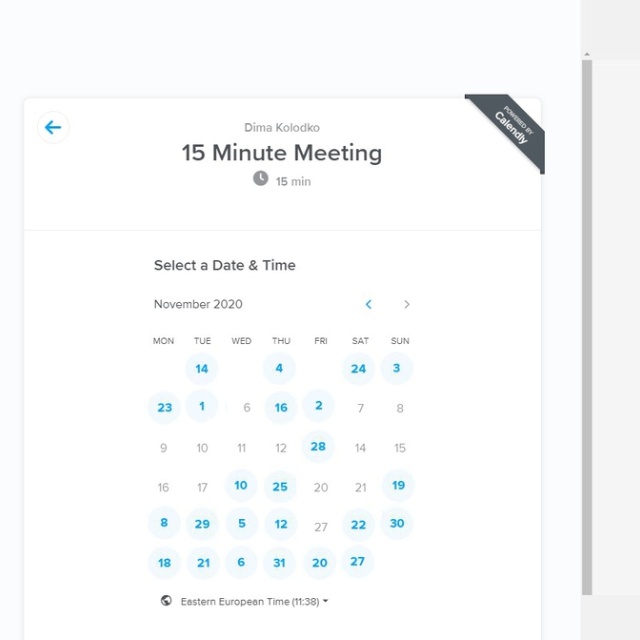 POWERED BY
Calendly
Dima Kolodko
15 Minute Meeting
15 min
Select a Date & Time
November 2020
MON TUE WED THU FRI SAT SUN
14 4 24 3
23 1 6 16 2 7 8
9 10 11 12 28 14 15
16 17 10 25 20 21 19
8 29 5 12 27 22 30
18 21 6 31 20 27
Eastern European Time (11:38)